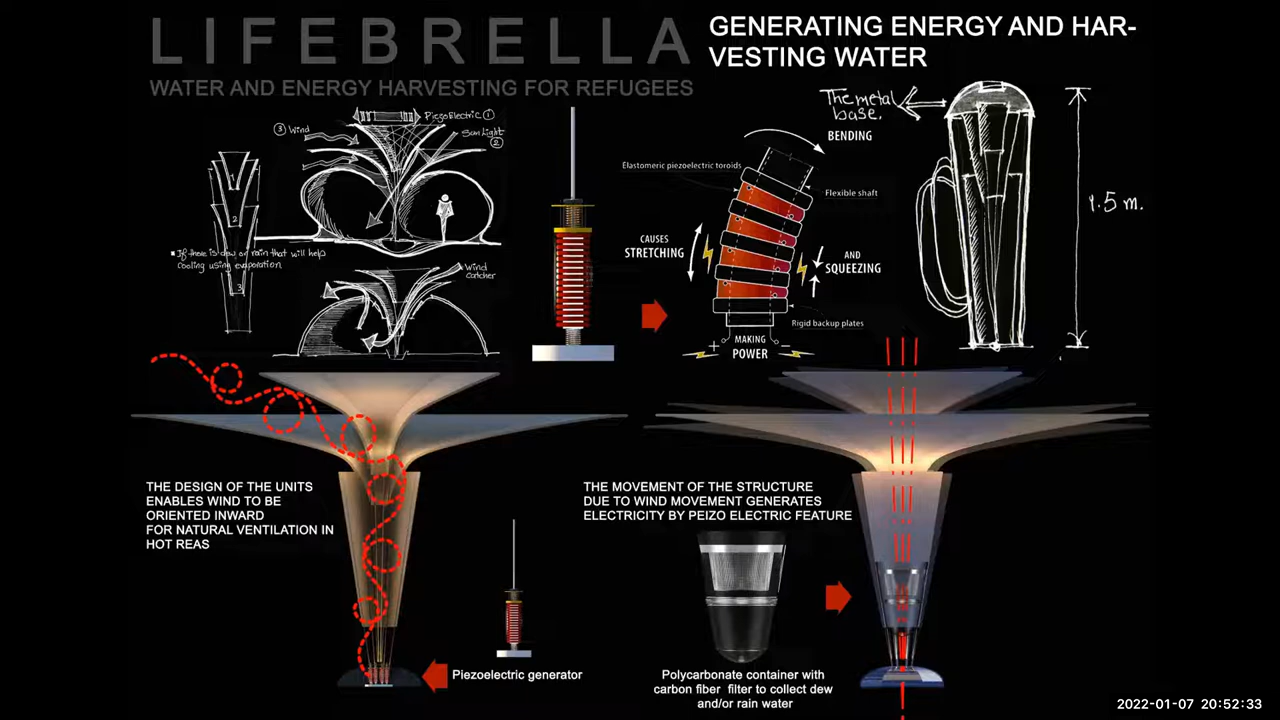 LIFEBRELLA
WATER AND ENERGY HARVESTING FOR REFUGEES
GENERATING ENERGY AND HAR-
VESTING WATER
PiezoElectric ①
③ Wind
Sun Light
②
1
2
3
If there is dew or rain that will help
cooling using evaporation
Wind
Catcher
BENDING
Elastomeric piezoelectric toroids
Flexible shaft
CAUSES
STRETCHING
AND
SQUEEZING
Rigid backup plates
+ MAKING -
POWER
The metal
base.
1.5 m.
THE DESIGN OF THE UNITS
ENABLES WIND TO BE
ORIENTED INWARD
FOR NATURAL VENTILATION IN
HOT REAS
Piezoelectric generator
THE MOVEMENT OF THE STRUCTURE
DUE TO WIND MOVEMENT GENERATES
ELECTRICITY BY PEIZO ELECTRIC FEATURE
Polycarbonate container with
carbon fiber filter to collect dew
and/or rain water
2022-01-07 20:52:33